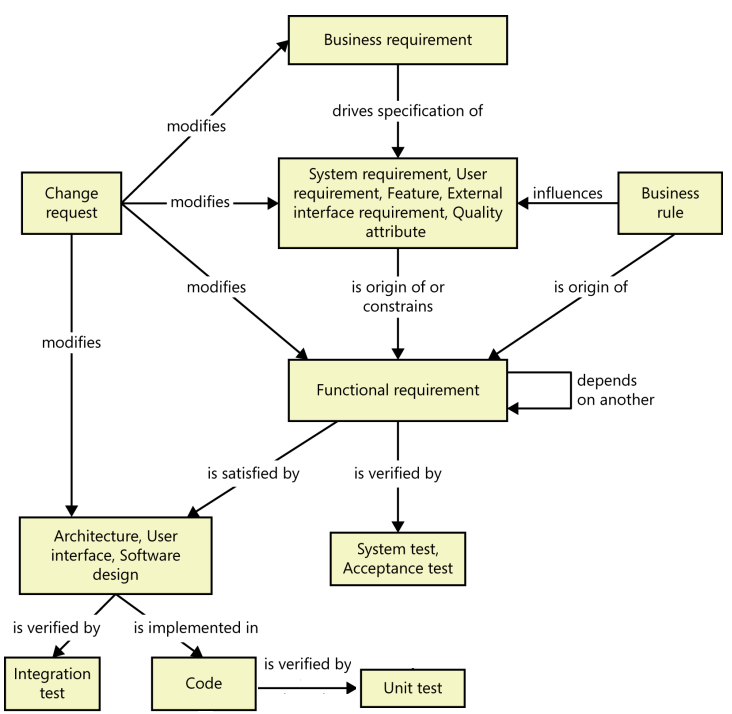 Business requirement
drives specification of
modifies
Change
request
modifies
System requirement, User
requirement, Feature, External
interface requirement, Quality
attribute
influences
Business
rule
modifies
is origin of or
constrains
is origin of
modifies
Functional requirement
depends
on another
is satisfied by
is verified by
Architecture, User
interface, Software
design
System test,
Acceptance test
is verified by
is implemented in
Integration
test
Code
is verified by
Unit test